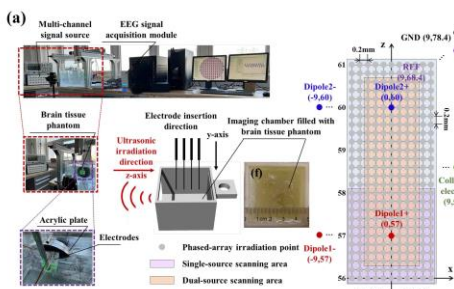 (a)
Multi-channel
signal source
EEG signal
acquisition module
Brain tissue
phantom
Acrylic plate
Electrodes
Ultrasonic
irradiation
direction
z-axis
Electrode insertion
direction
y-axis
Imaging chamber filled with
brain tissue phantom
(f)
Phased-array irradiation point
Single-source scanning area
Dual-source scanning area
z
GND (9,78.4)
0.2mm
REF
(9,68.4)
61
60
59
58
57
56
Dipole2-
(-9,60)
Dipole2+
(0,60)
0.2mm
Dipole1-
(-9,57)
Dipole1+
(0,57)
x